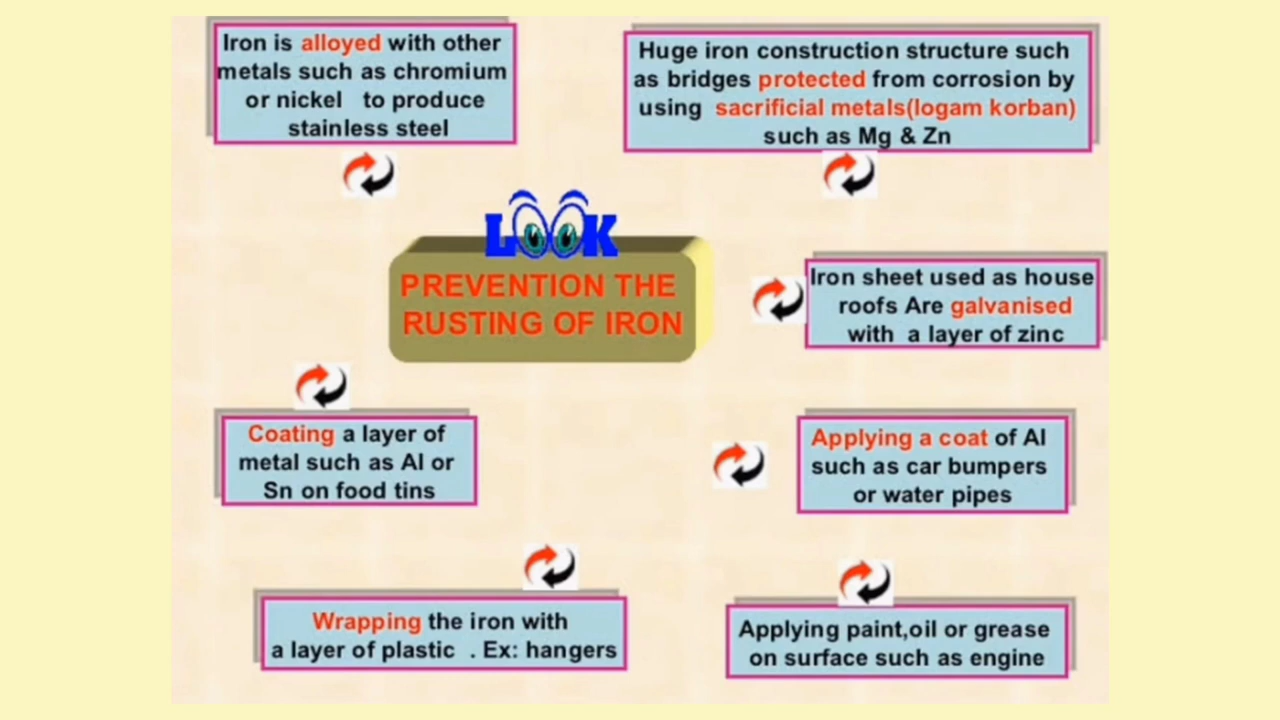 Iron is alloyed with other
metals such as chromium
or nickel to produce
stainless steel
Huge iron construction structure such
as bridges protected from corrosion by
using sacrificial metals(logam korban)
such as Mg & Zn
LOOK
PREVENTION THE
RUSTING OF IRON
Iron sheet used as house
roofs Are galvanised
with a layer of zinc
Coating a layer of
metal such as Al or
Sn on food tins
Applying a coat of Al
such as car bumpers
or water pipes
Wrapping the iron with
a layer of plastic . Ex: hangers
Applying paint,oil or grease
on surface such as engine